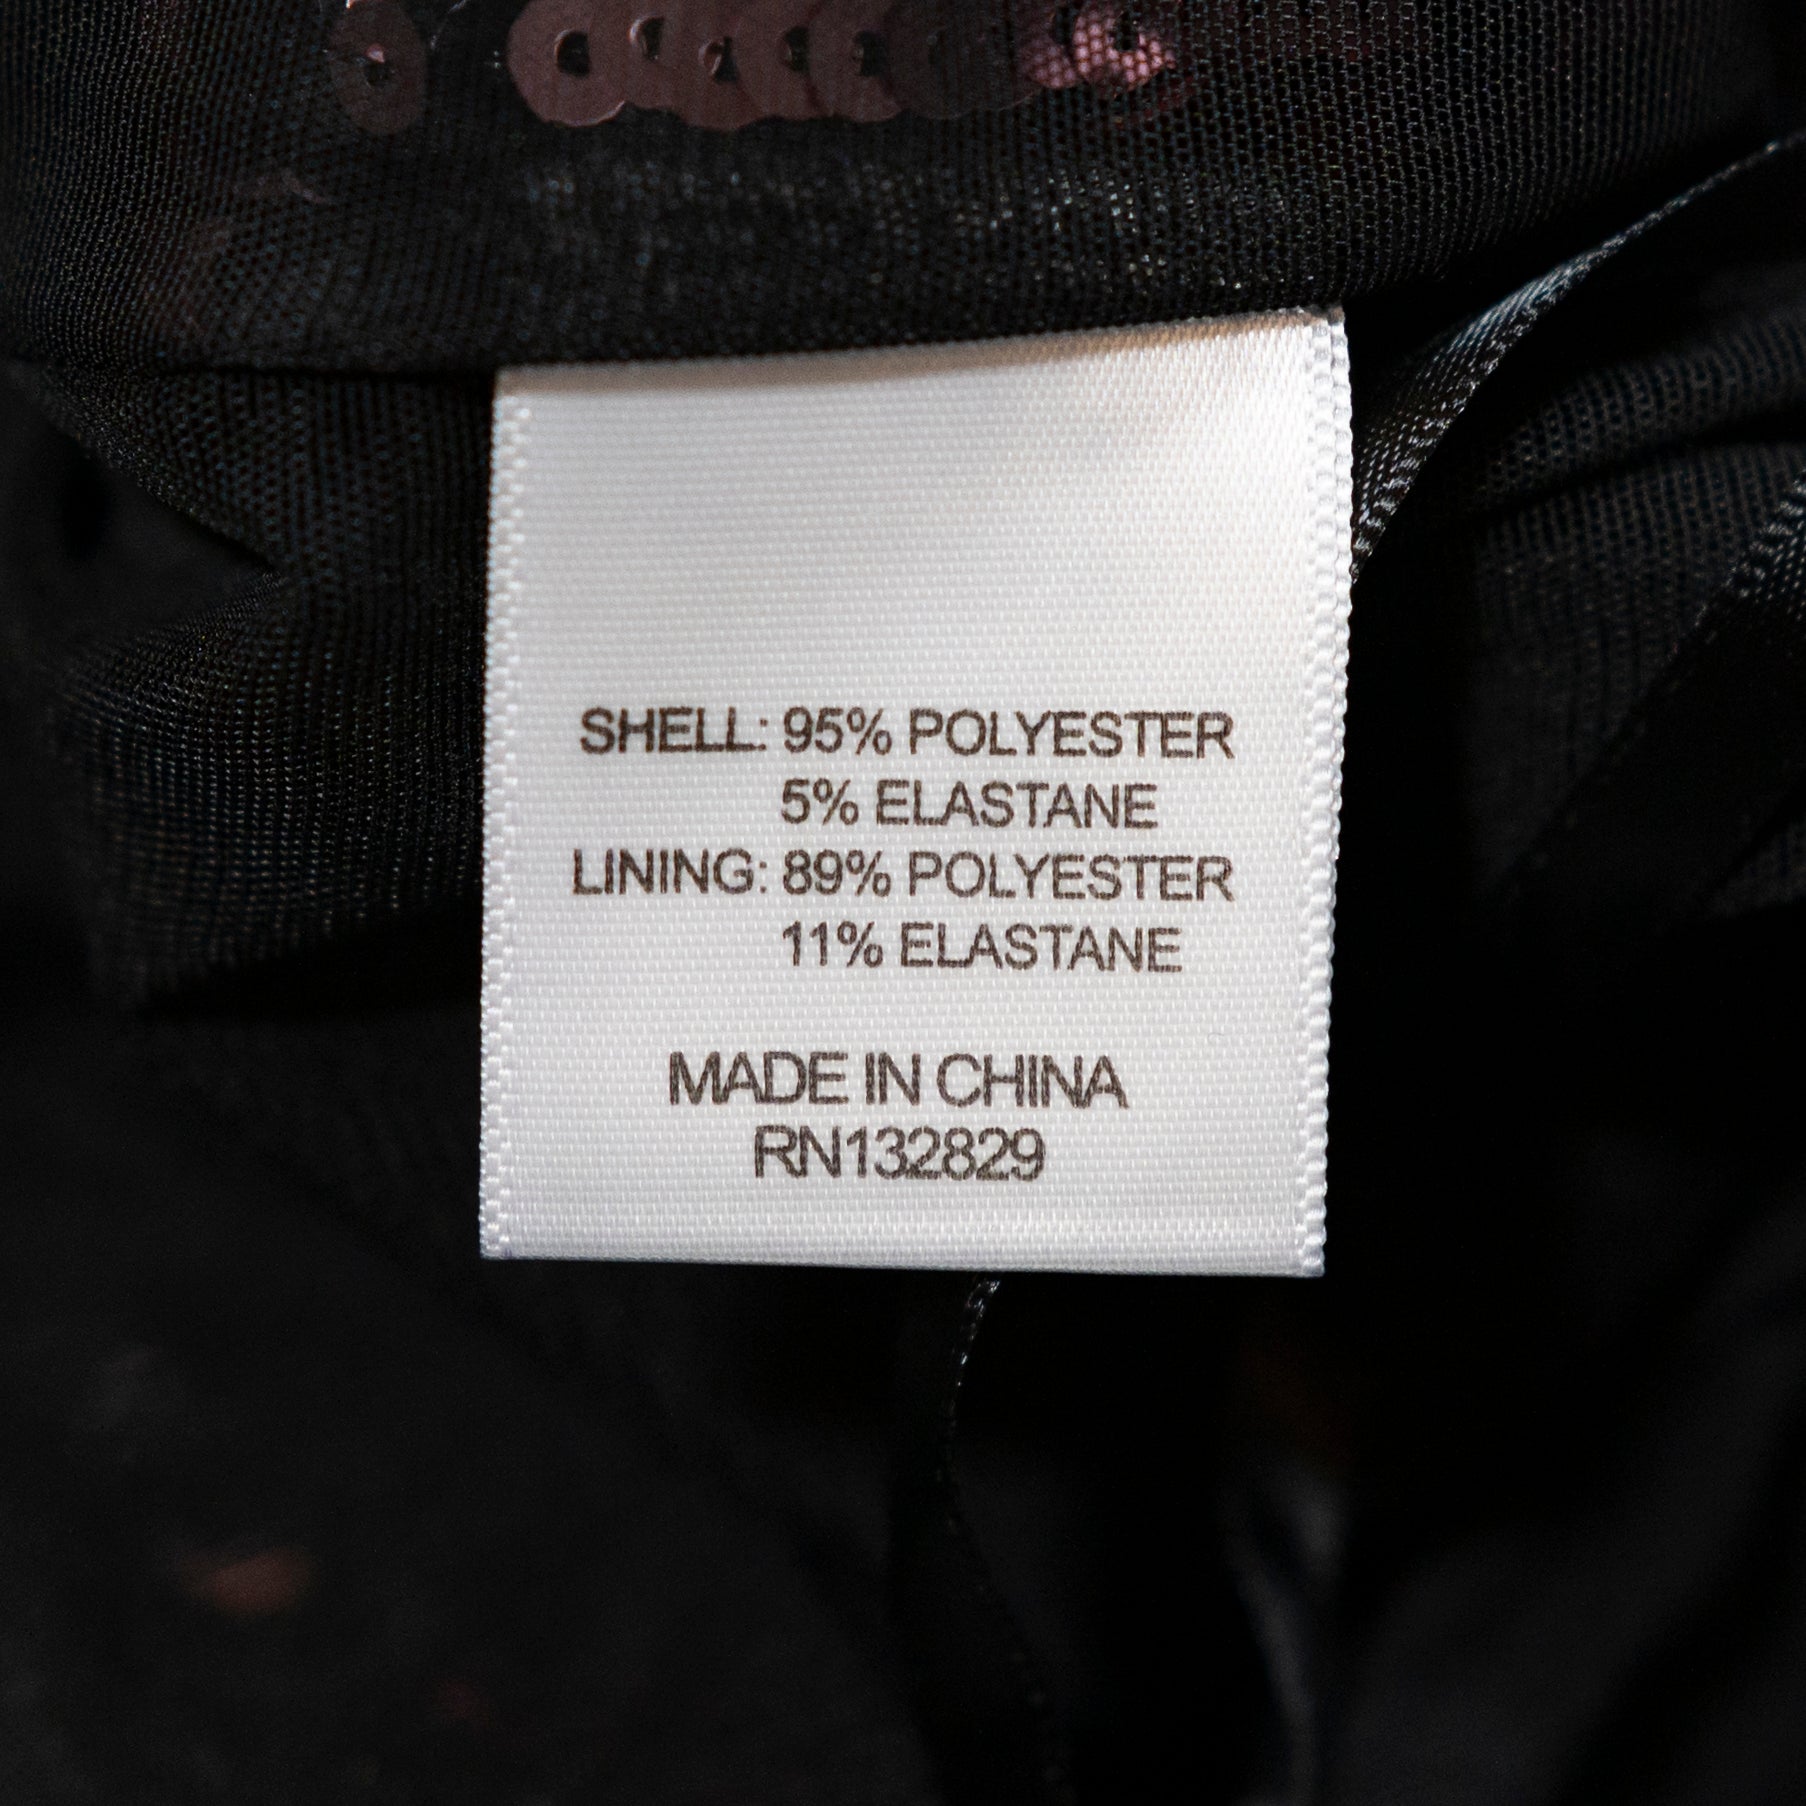 SHELL: 95% POLYESTER
5% ELASTANE
LINING: 89% POLYESTER
11% ELASTANE
MADE IN CHINA
RN132829